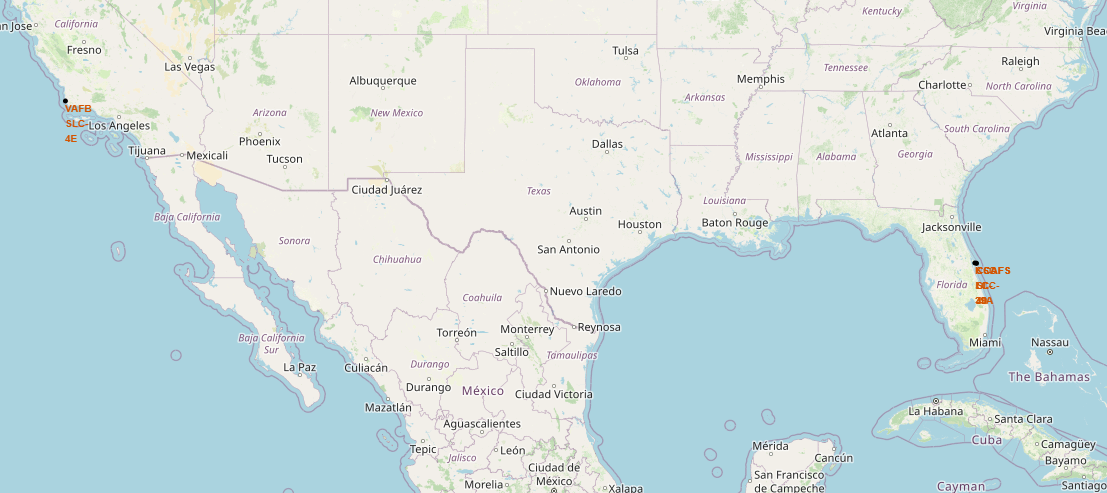 Kentucky
Virginia
California
an Jose
Virginia Bea
Fresno
Tulsa
Raleigh
Las Vegas
Tennessee
Albuquerque
Memphis
Oklahoma
Charlotte
North Carolina
Arkansas
VAFB
SLC-
4E
Arizona
New Mexico
Los Angeles
South Carolina
Atlanta
Phoenix
Dallas
Tijuana
Mexicali
Tucson
Mississippi
Alabama
Georgia
Ciudad Juárez
Texas
Louisiana
Austin
Baja California
Houston
Baton Rouge
Jacksonville
Sonora
San Antonio
Chihuahua
Florida
Nuevo Laredo
Coahuila
Reynosa
Monterrey
Torreón
Baja California
Sur
Miami
Nassau
Saltillo
Tamaulipas
Durango
La Paz
Culiacán
The Bahamas
Durango
México
Ciudad Victoria
Mazatlán
La Habana
Santa Clara
Aguascalientes
Cuba
Camagüey
Tepic
León
Mérida
Jalisco
Cancún
Bayamo
Ciudad de
México
San Francisco
de Campeche
Morelia
Xalapa
Cayman
Santiago